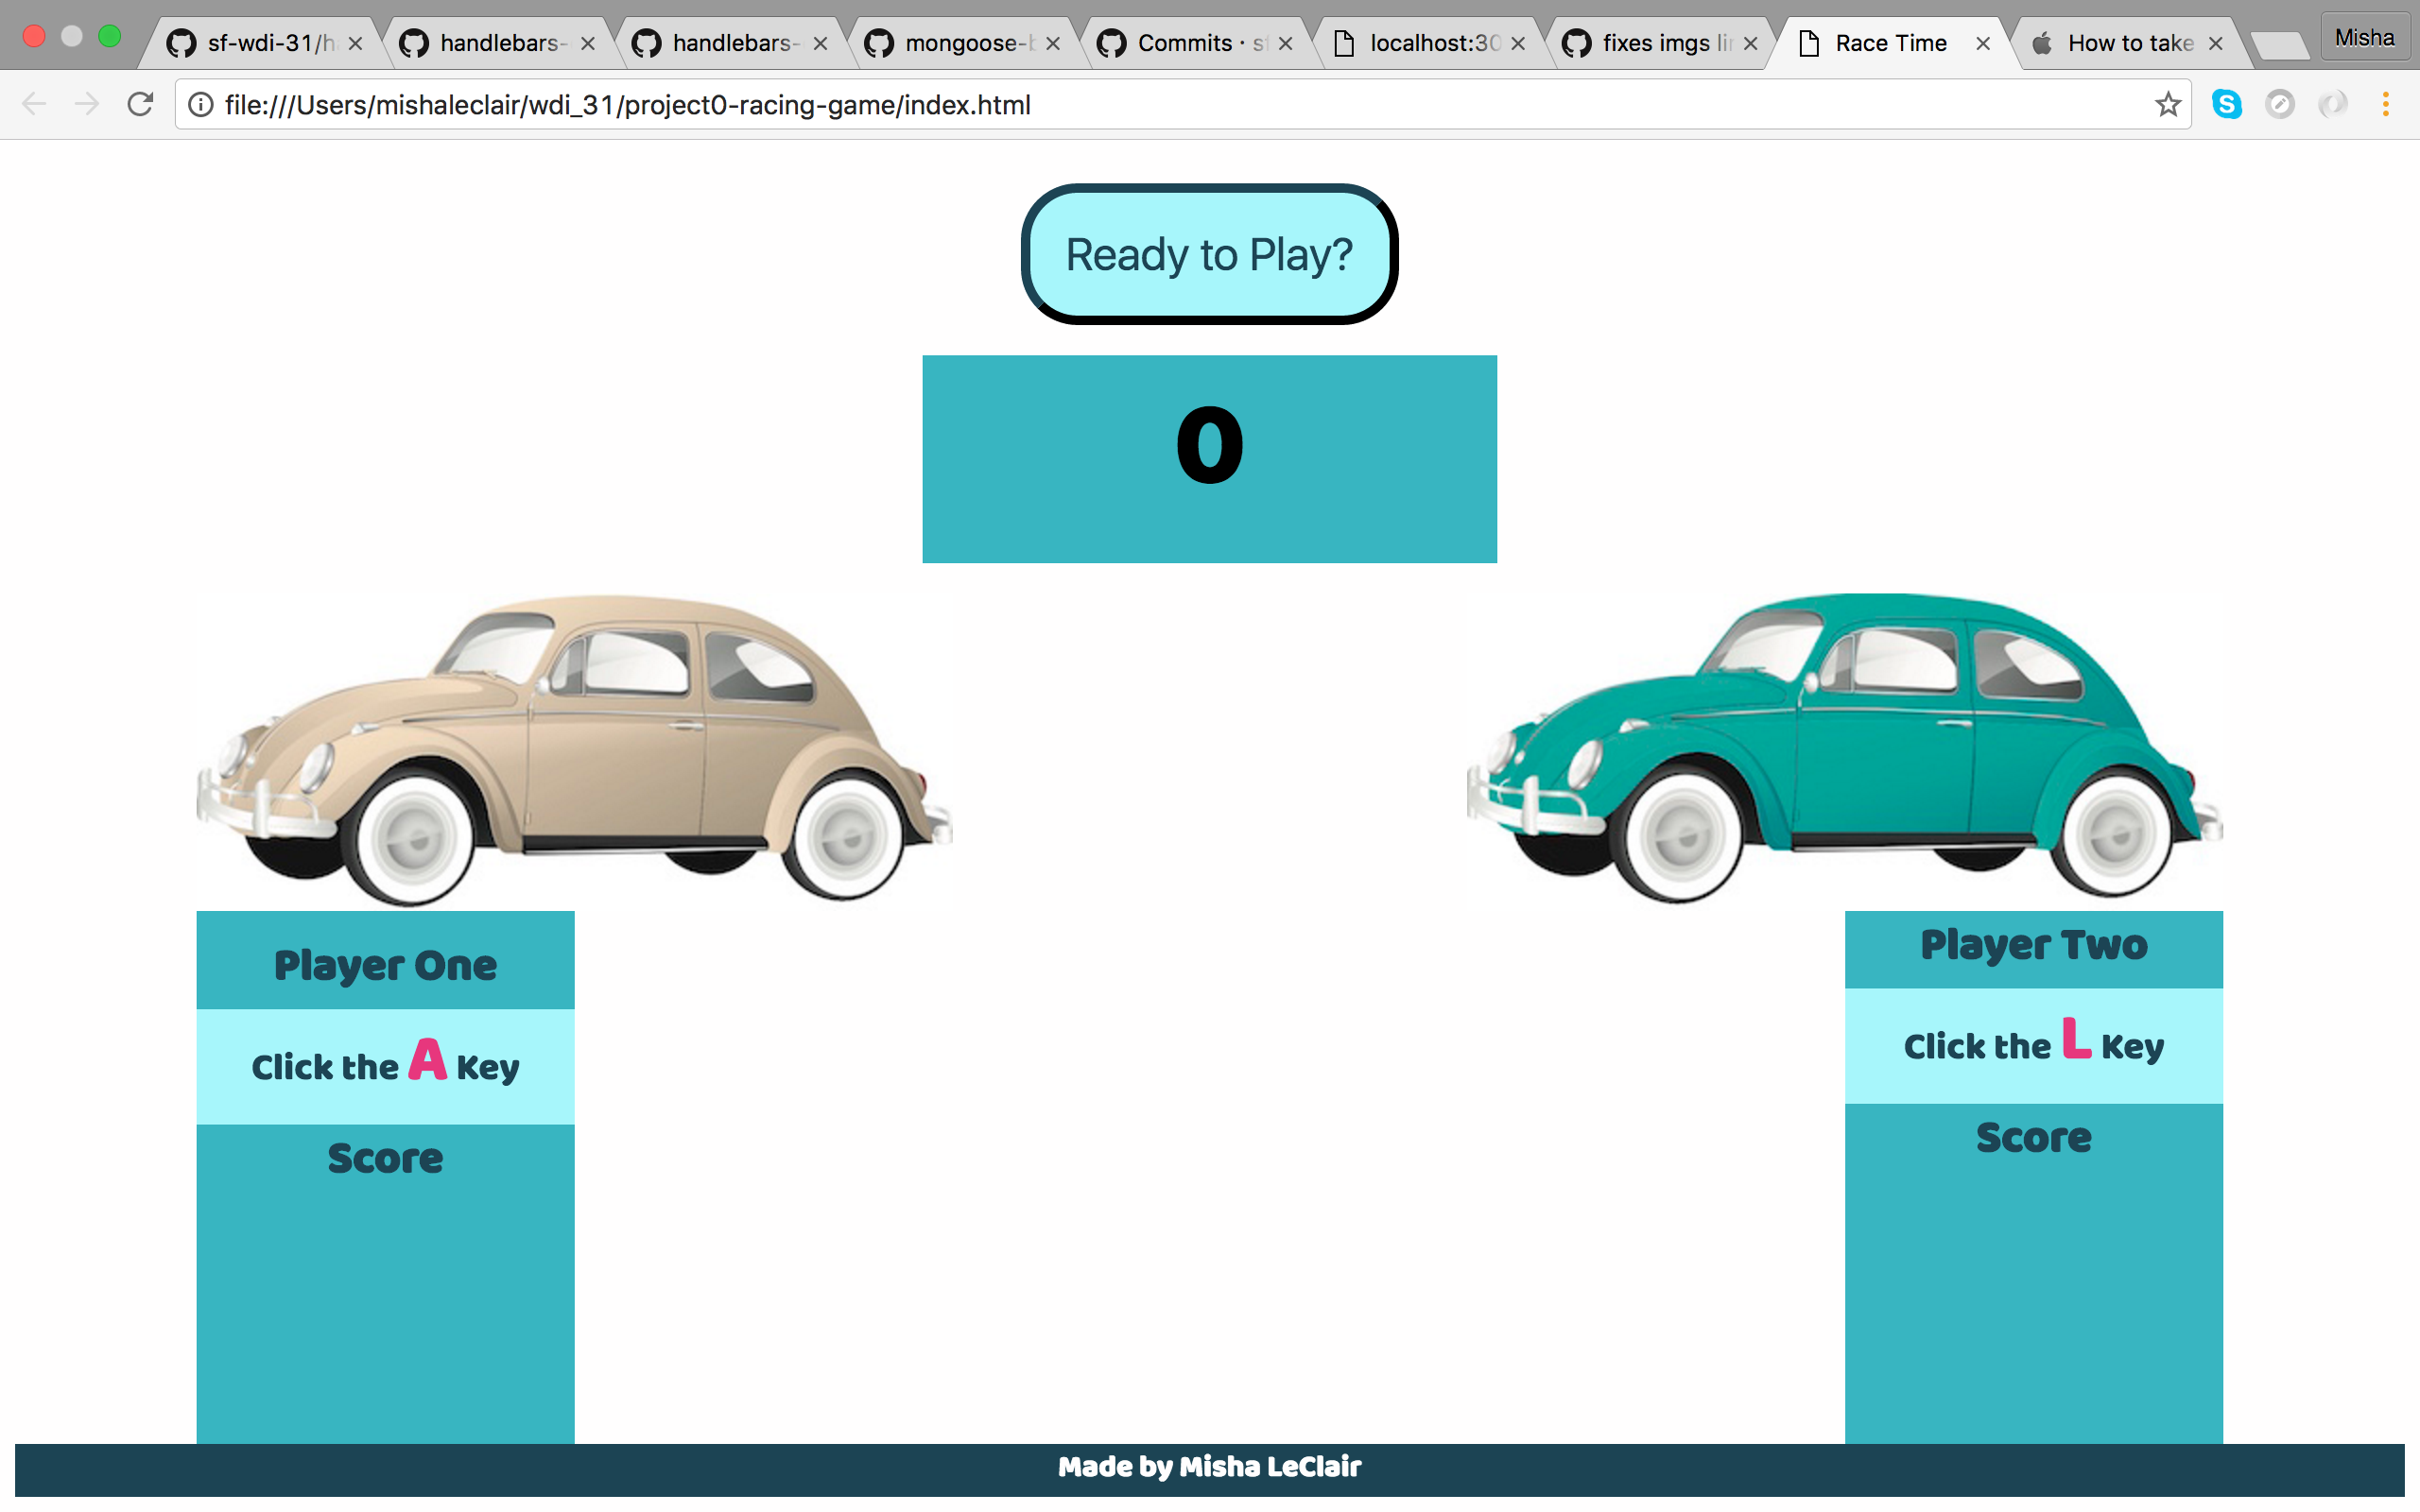 sf-wdi-31/h
handlebars-
handlebars-
mongoose-b
Commits · s
localhost:30
fixes imgs li
Race Time
How to take
Misha
file:///Users/mishaleclair/wdi_31/project0-racing-game/index.html
Ready to Play?
0
Player One
Click the A Key
Score
Player Two
Click the L Key
Score
Made by Misha LeClair